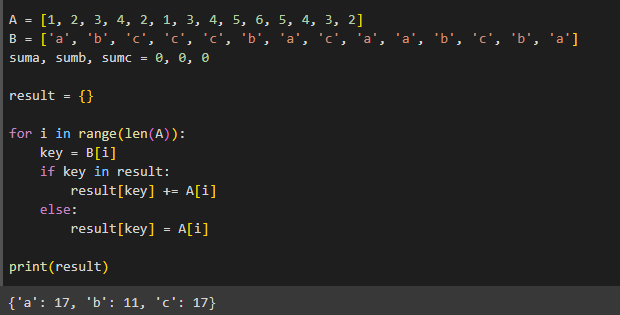 A = [1, 2, 3, 4, 2, 1, 3, 4, 5, 6, 5, 4, 3, 2]
B = ['a', 'b', 'c', 'c', 'c', 'b', 'a', 'c', 'a', 'a', 'b', 'c', 'b', 'a']
suma, sumb, sumc = 0, 0, 0

result = {}

for i in range(len(A)):
    key = B[i]
    if key in result:
        result[key] += A[i]
    else:
        result[key] = A[i]

print(result)
{'a': 17, 'b': 11, 'c': 17}